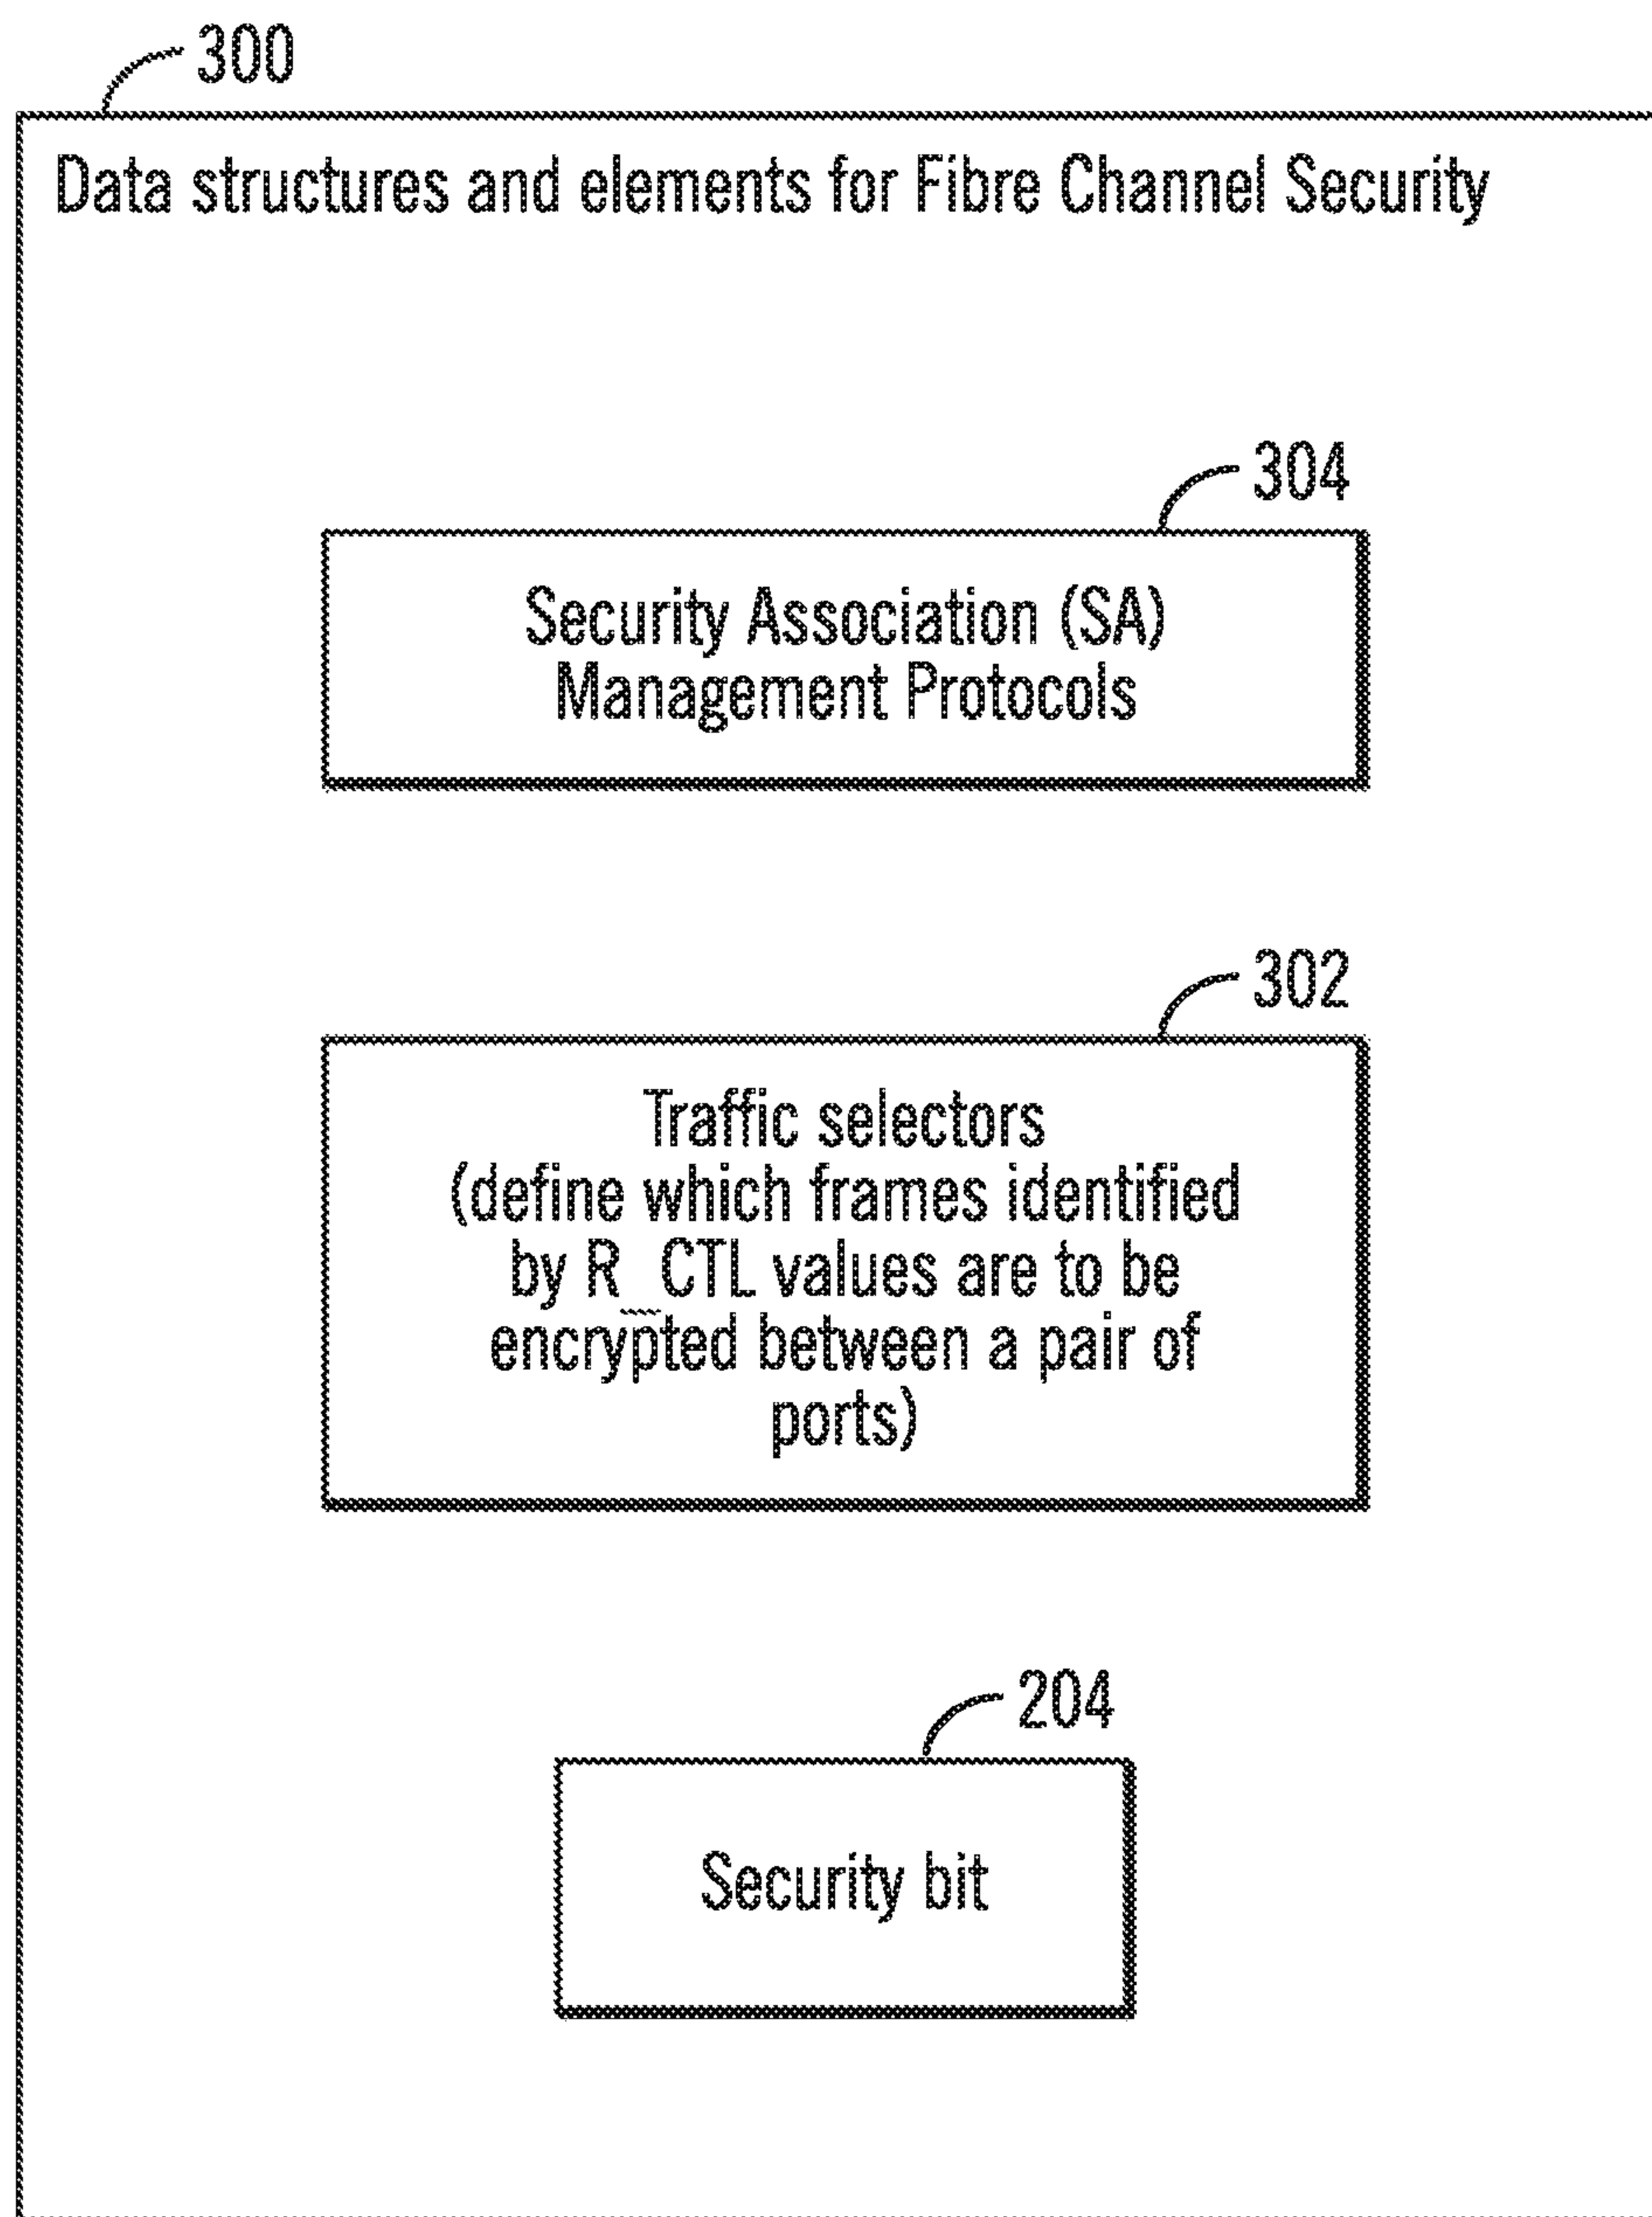 300
Data structures and elements for Fibre Channel Security
304
Security Association (SA)
Management Protocols
302
Traffic selectors
(define which frames identified
by R_CTL values are to be
encrypted between a pair of
ports)
204
Security bit